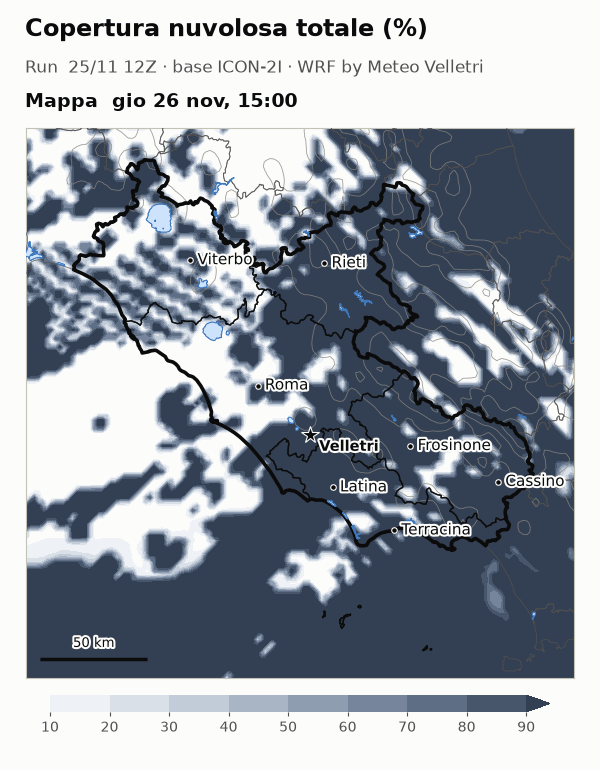 Copertura nuvolosa totale (%)
Run  25/11 12Z · base ICON-2I · WRF by Meteo Velletri
Mappa  gio 26 nov, 15:00
Viterbo
Rieti
Roma
Velletri
Frosinone
Latina
Cassino
Terracina
50 km
10 20 30 40 50 60 70 80 90